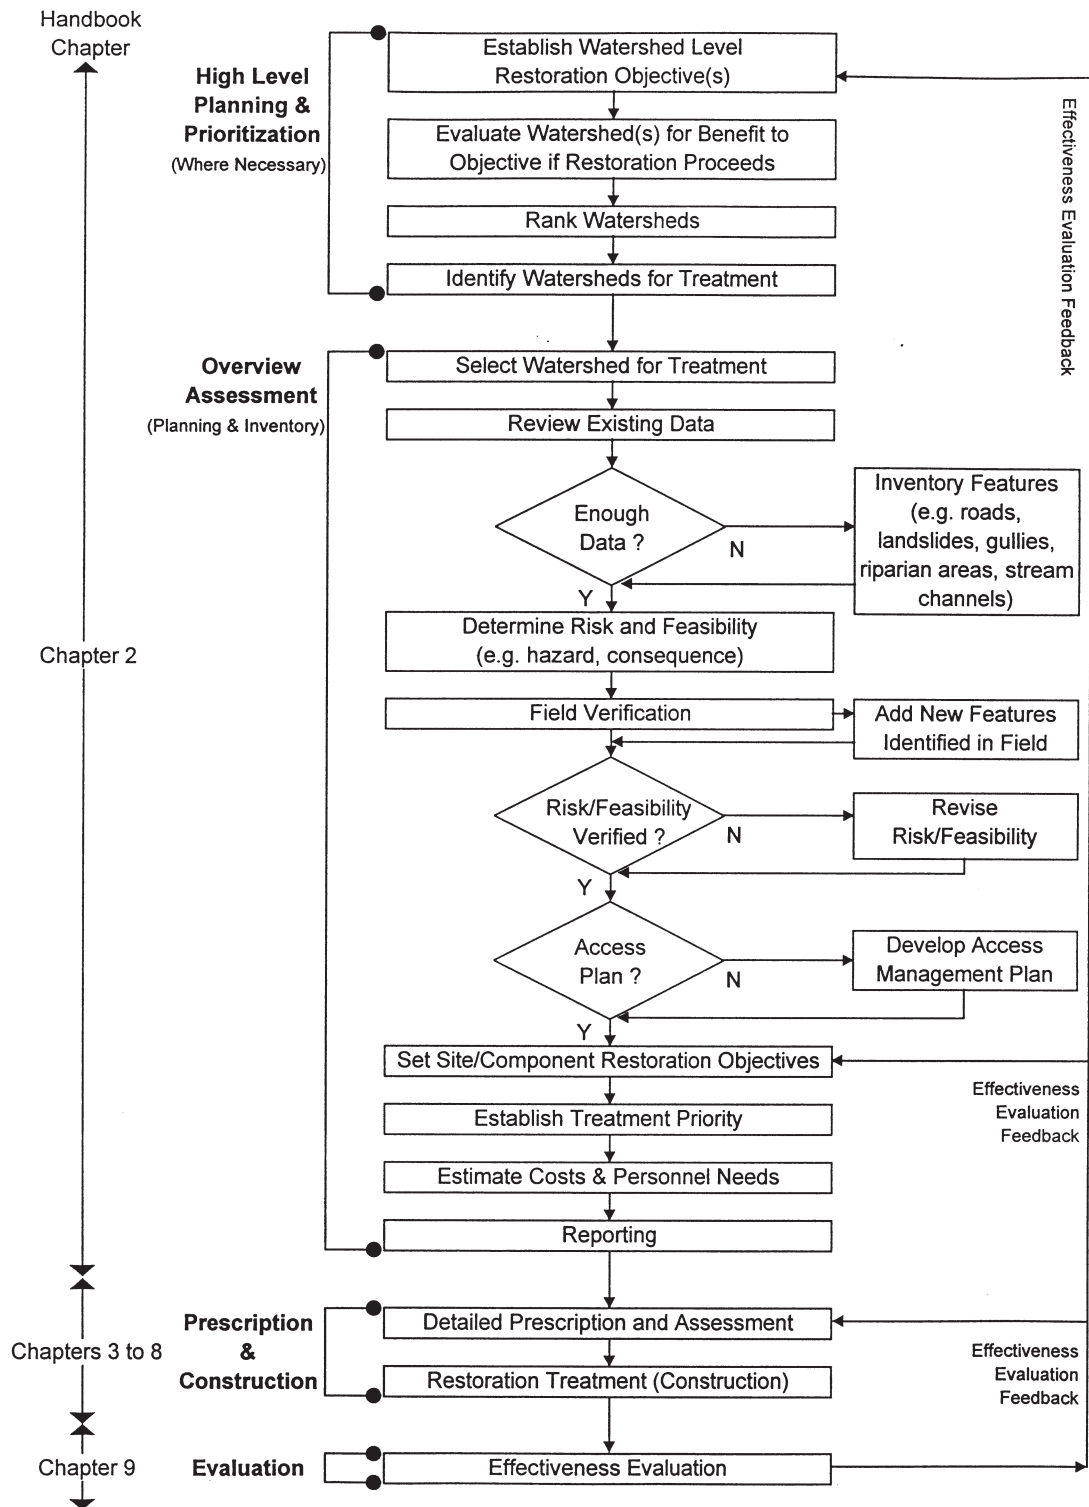 Handbook
Chapter
High Level
Planning &
Prioritization
(Where Necessary)
Establish Watershed Level
Restoration Objective(s)
Evaluate Watershed(s) for Benefit to
Objective if Restoration Proceeds
Rank Watersheds
Identify Watersheds for Treatment
Effectiveness Evaluation Feedback
Overview
Assessment
(Planning & Inventory)
Select Watershed for Treatment
Review Existing Data
Enough
Data ?
N
Y
Inventory Features
(e.g. roads,
landslides, gullies,
riparian areas, stream
channels)
Chapter 2
Determine Risk and Feasibility
(e.g. hazard, consequence)
Field Verification
Add New Features
Identified in Field
Risk/Feasibility
Verified ?
N
Y
Revise
Risk/Feasibility
Access
Plan ?
N
Y
Develop Access
Management Plan
Set Site/Component Restoration Objectives
Effectiveness
Evaluation
Feedback
Establish Treatment Priority
Estimate Costs & Personnel Needs
Reporting
Chapters 3 to 8
Prescription
&
Construction
Detailed Prescription and Assessment
Restoration Treatment (Construction)
Effectiveness
Evaluation
Feedback
Chapter 9
Evaluation
Effectiveness Evaluation